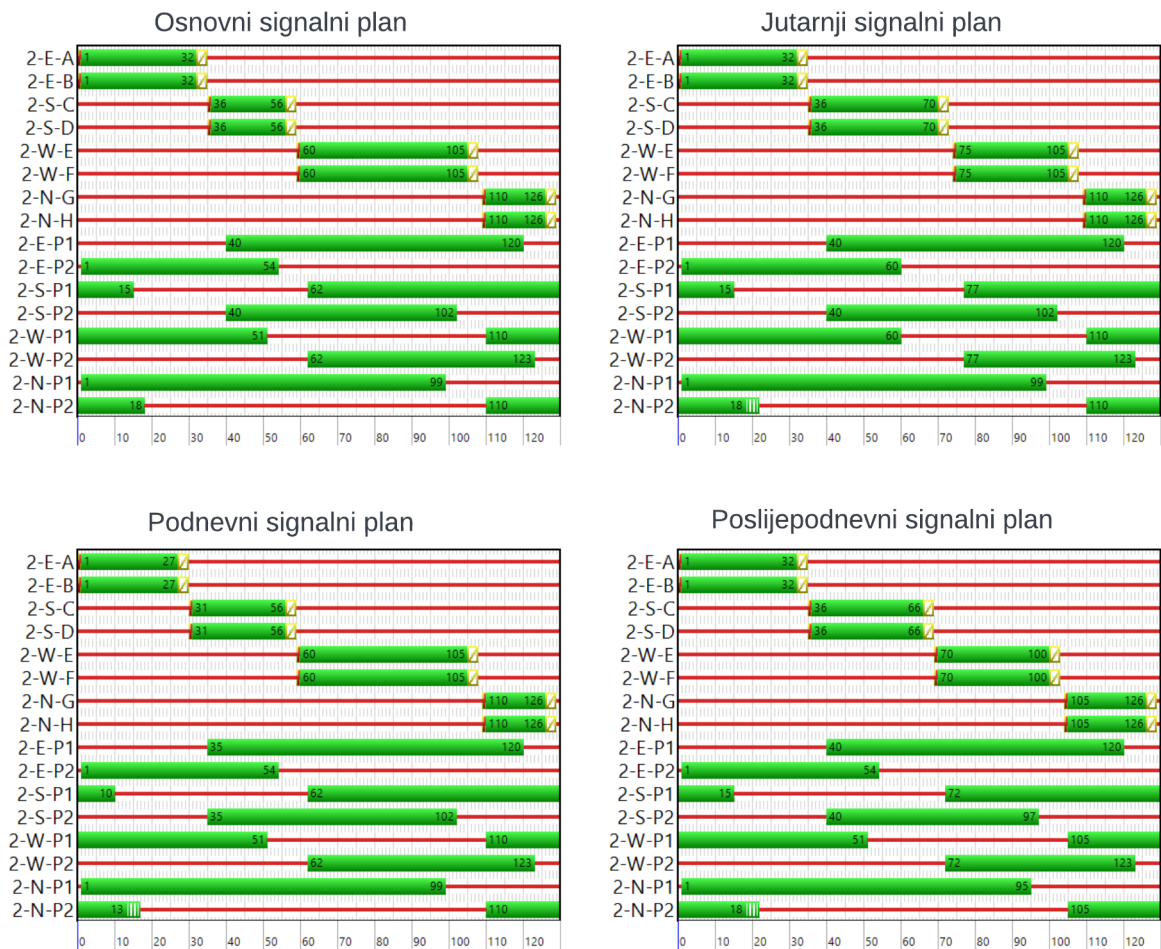 Osnovni signalni plan
2-E-A 1 32
2-E-B 1 32
2-S-C 36 56
2-S-D 36 56
2-W-E 60 105
2-W-F 60 105
2-N-G 110 126
2-N-H 110 126
2-E-P1 40 120
2-E-P2 1 54
2-S-P1 15 62
2-S-P2 40 102
2-W-P1 51 110
2-W-P2 62 123
2-N-P1 1 99
2-N-P2 18 110
0 10 20 30 40 50 60 70 80 90 100 110 120
Jutarnji signalni plan
2-E-A 1 32
2-E-B 1 32
2-S-C 36 70
2-S-D 36 70
2-W-E 75 105
2-W-F 75 105
2-N-G 110 126
2-N-H 110 126
2-E-P1 40 120
2-E-P2 1 60
2-S-P1 15 77
2-S-P2 40 102
2-W-P1 60 110
2-W-P2 77 123
2-N-P1 1 99
2-N-P2 18 110
0 10 20 30 40 50 60 70 80 90 100 110 120
Podnevni signalni plan
2-E-A 1 27
2-E-B 1 27
2-S-C 31 56
2-S-D 31 56
2-W-E 60 105
2-W-F 60 105
2-N-G 110 126
2-N-H 110 126
2-E-P1 35 120
2-E-P2 1 54
2-S-P1 10 62
2-S-P2 35 102
2-W-P1 51 110
2-W-P2 62 123
2-N-P1 1 99
2-N-P2 13 110
0 10 20 30 40 50 60 70 80 90 100 110 120
Poslijepodnevni signalni plan
2-E-A 1 32
2-E-B 1 32
2-S-C 36 66
2-S-D 36 66
2-W-E 70 100
2-W-F 70 100
2-N-G 105 126
2-N-H 105 126
2-E-P1 40 120
2-E-P2 1 54
2-S-P1 15 72
2-S-P2 40 97
2-W-P1 51 105
2-W-P2 72 123
2-N-P1 1 95
2-N-P2 18 105
0 10 20 30 40 50 60 70 80 90 100 110 120